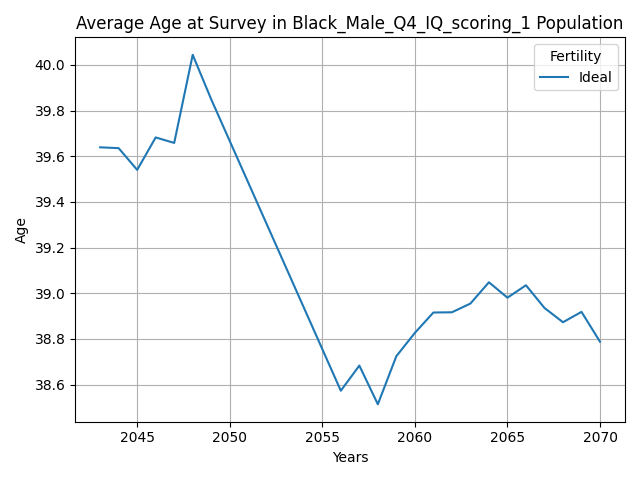 Average Age at Survey in Black_Male_Q4_IQ_scoring_1 Population
Fertility
Ideal
40.0
39.8
39.6
39.4
39.2
39.0
38.8
38.6
Age
2045 2050 2055 2060 2065 2070
Years